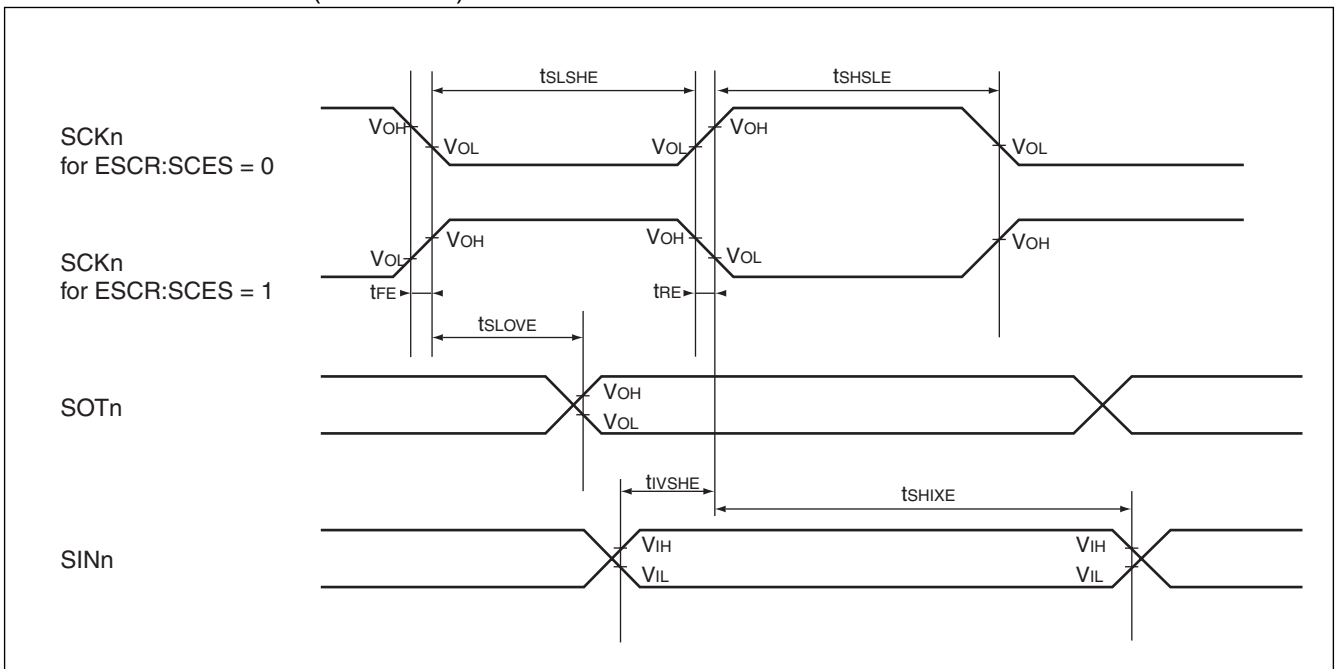 tSLSHE
tSHSLE
SCKn
for ESCR:SCES = 0
VOH
VOL
VOL
VOH
VOL
SCKn
for ESCR:SCES = 1
VOL
VOH
VOH
VOL
VOH
tFE
tRE
tSLOVE
SOTn
VOH
VOL
tIVSHE
tSHIXE
SINn
VIH
VIL
VIH
VIL